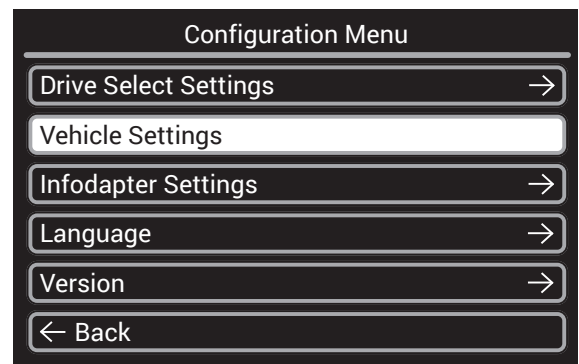 Configuration Menu
Drive Select Settings →
Vehicle Settings
Infodapter Settings →
Language →
Version →
← Back